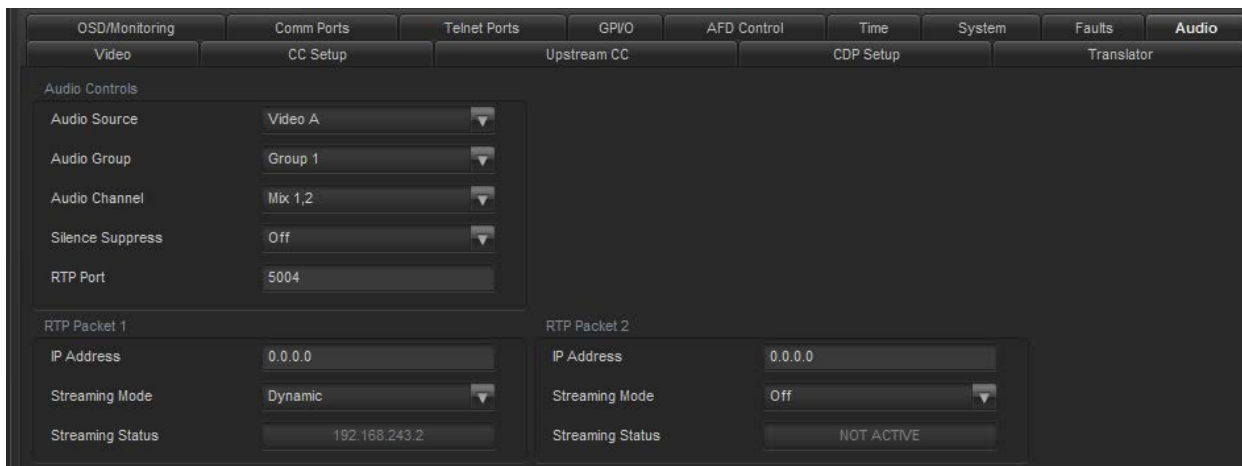 OSD/Monitoring Comm Ports Telnet Ports GPI/O AFD Control Time System Faults Audio
Video CC Setup Upstream CC CDP Setup Translator
Audio Controls
Audio Source Video A
Audio Group Group 1
Audio Channel Mix 1,2
Silence Suppress Off
RTP Port 5004
RTP Packet 1 RTP Packet 2
IP Address 0.0.0.0 IP Address 0.0.0.0
Streaming Mode Dynamic Streaming Mode Off
Streaming Status 192.168.243.2 Streaming Status NOT ACTIVE